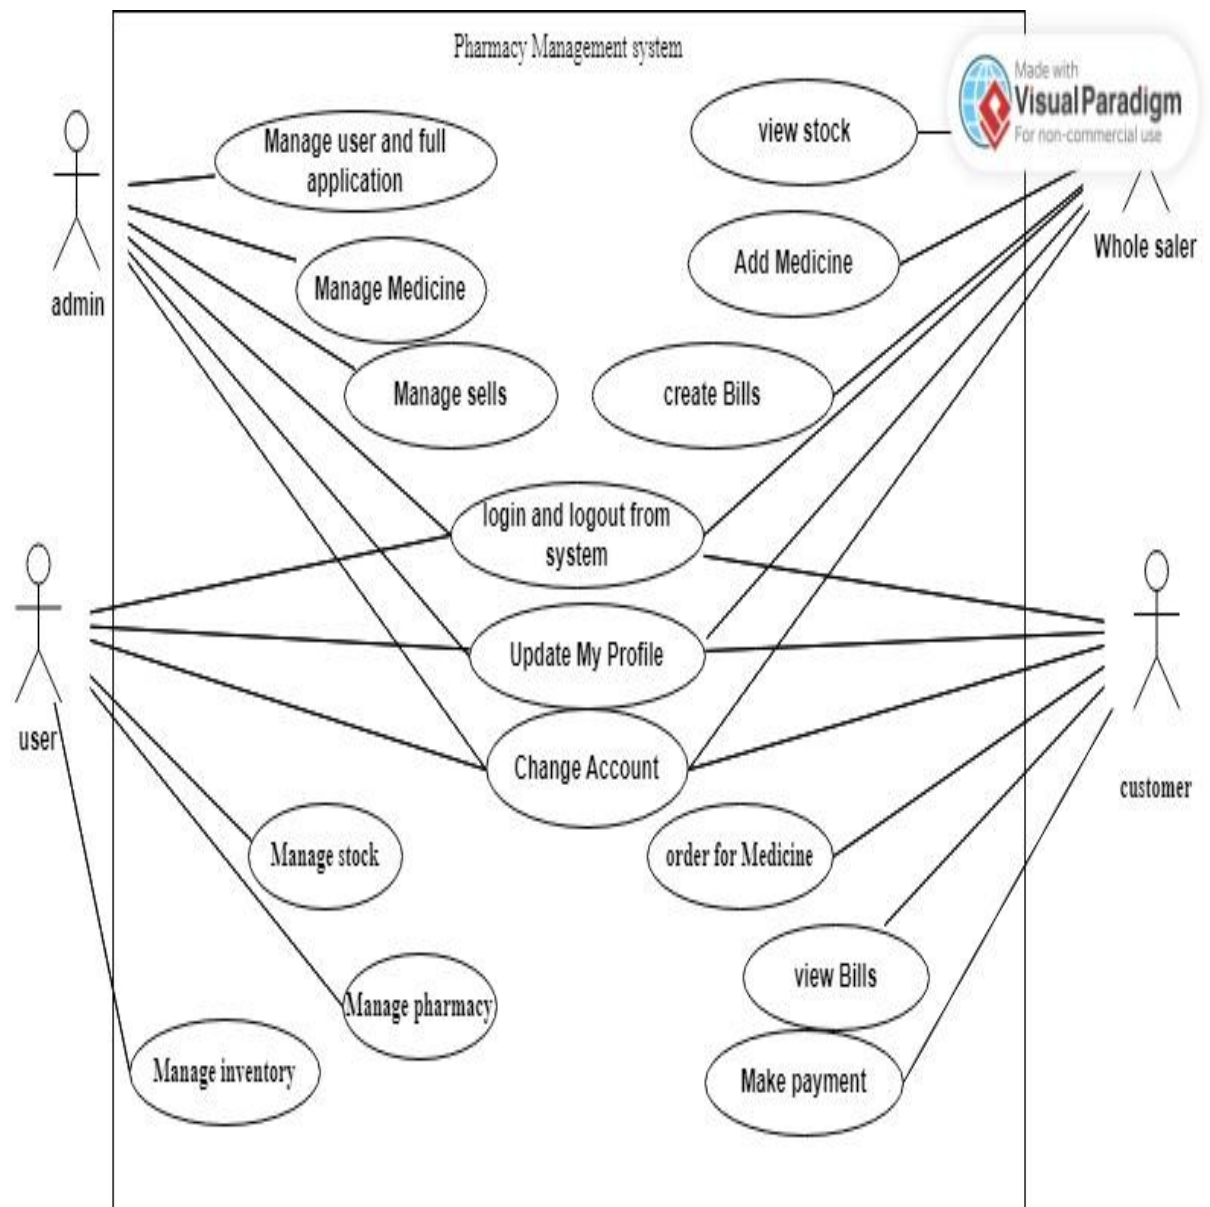 Pharmacy Management system
Made with
VisualParadigm
For non-commercial use
Manage user and full
application
view stock
Whole saler
Add Medicine
Manage Medicine
admin
Manage sells
create Bills
login and logout from
system
Update My Profile
user
Change Account
customer
Manage stock
order for Medicine
view Bills
Manage pharmacy
Manage inventory
Make payment